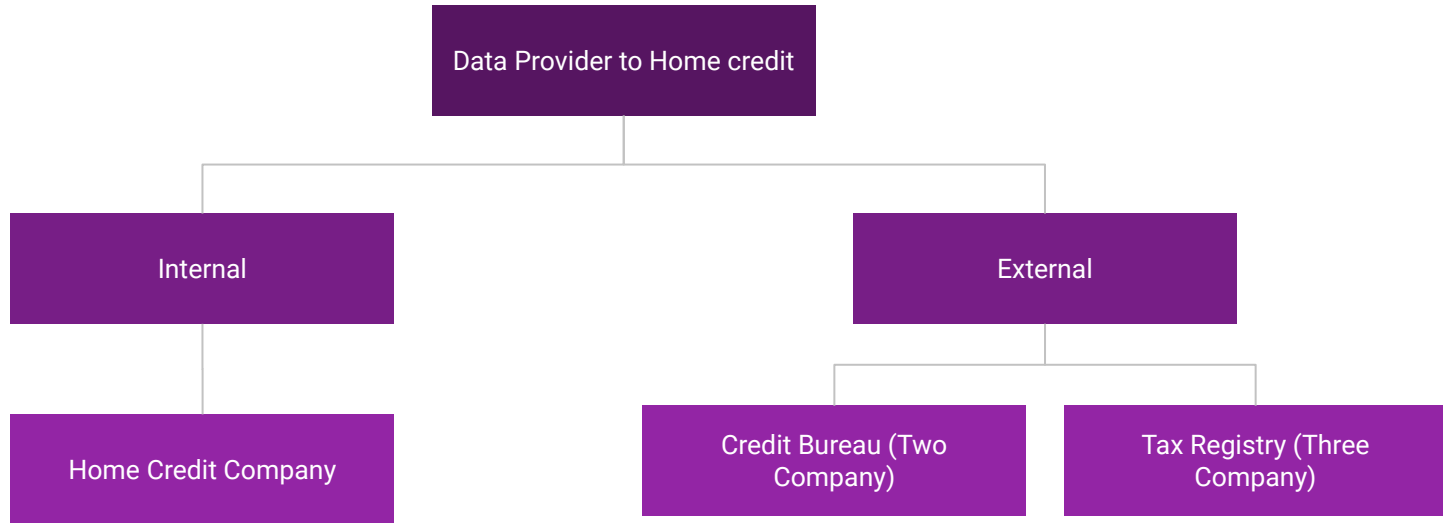 Data Provider to Home credit
Internal
External
Home Credit Company
Credit Bureau (Two
Company)
Tax Registry (Three
Company)